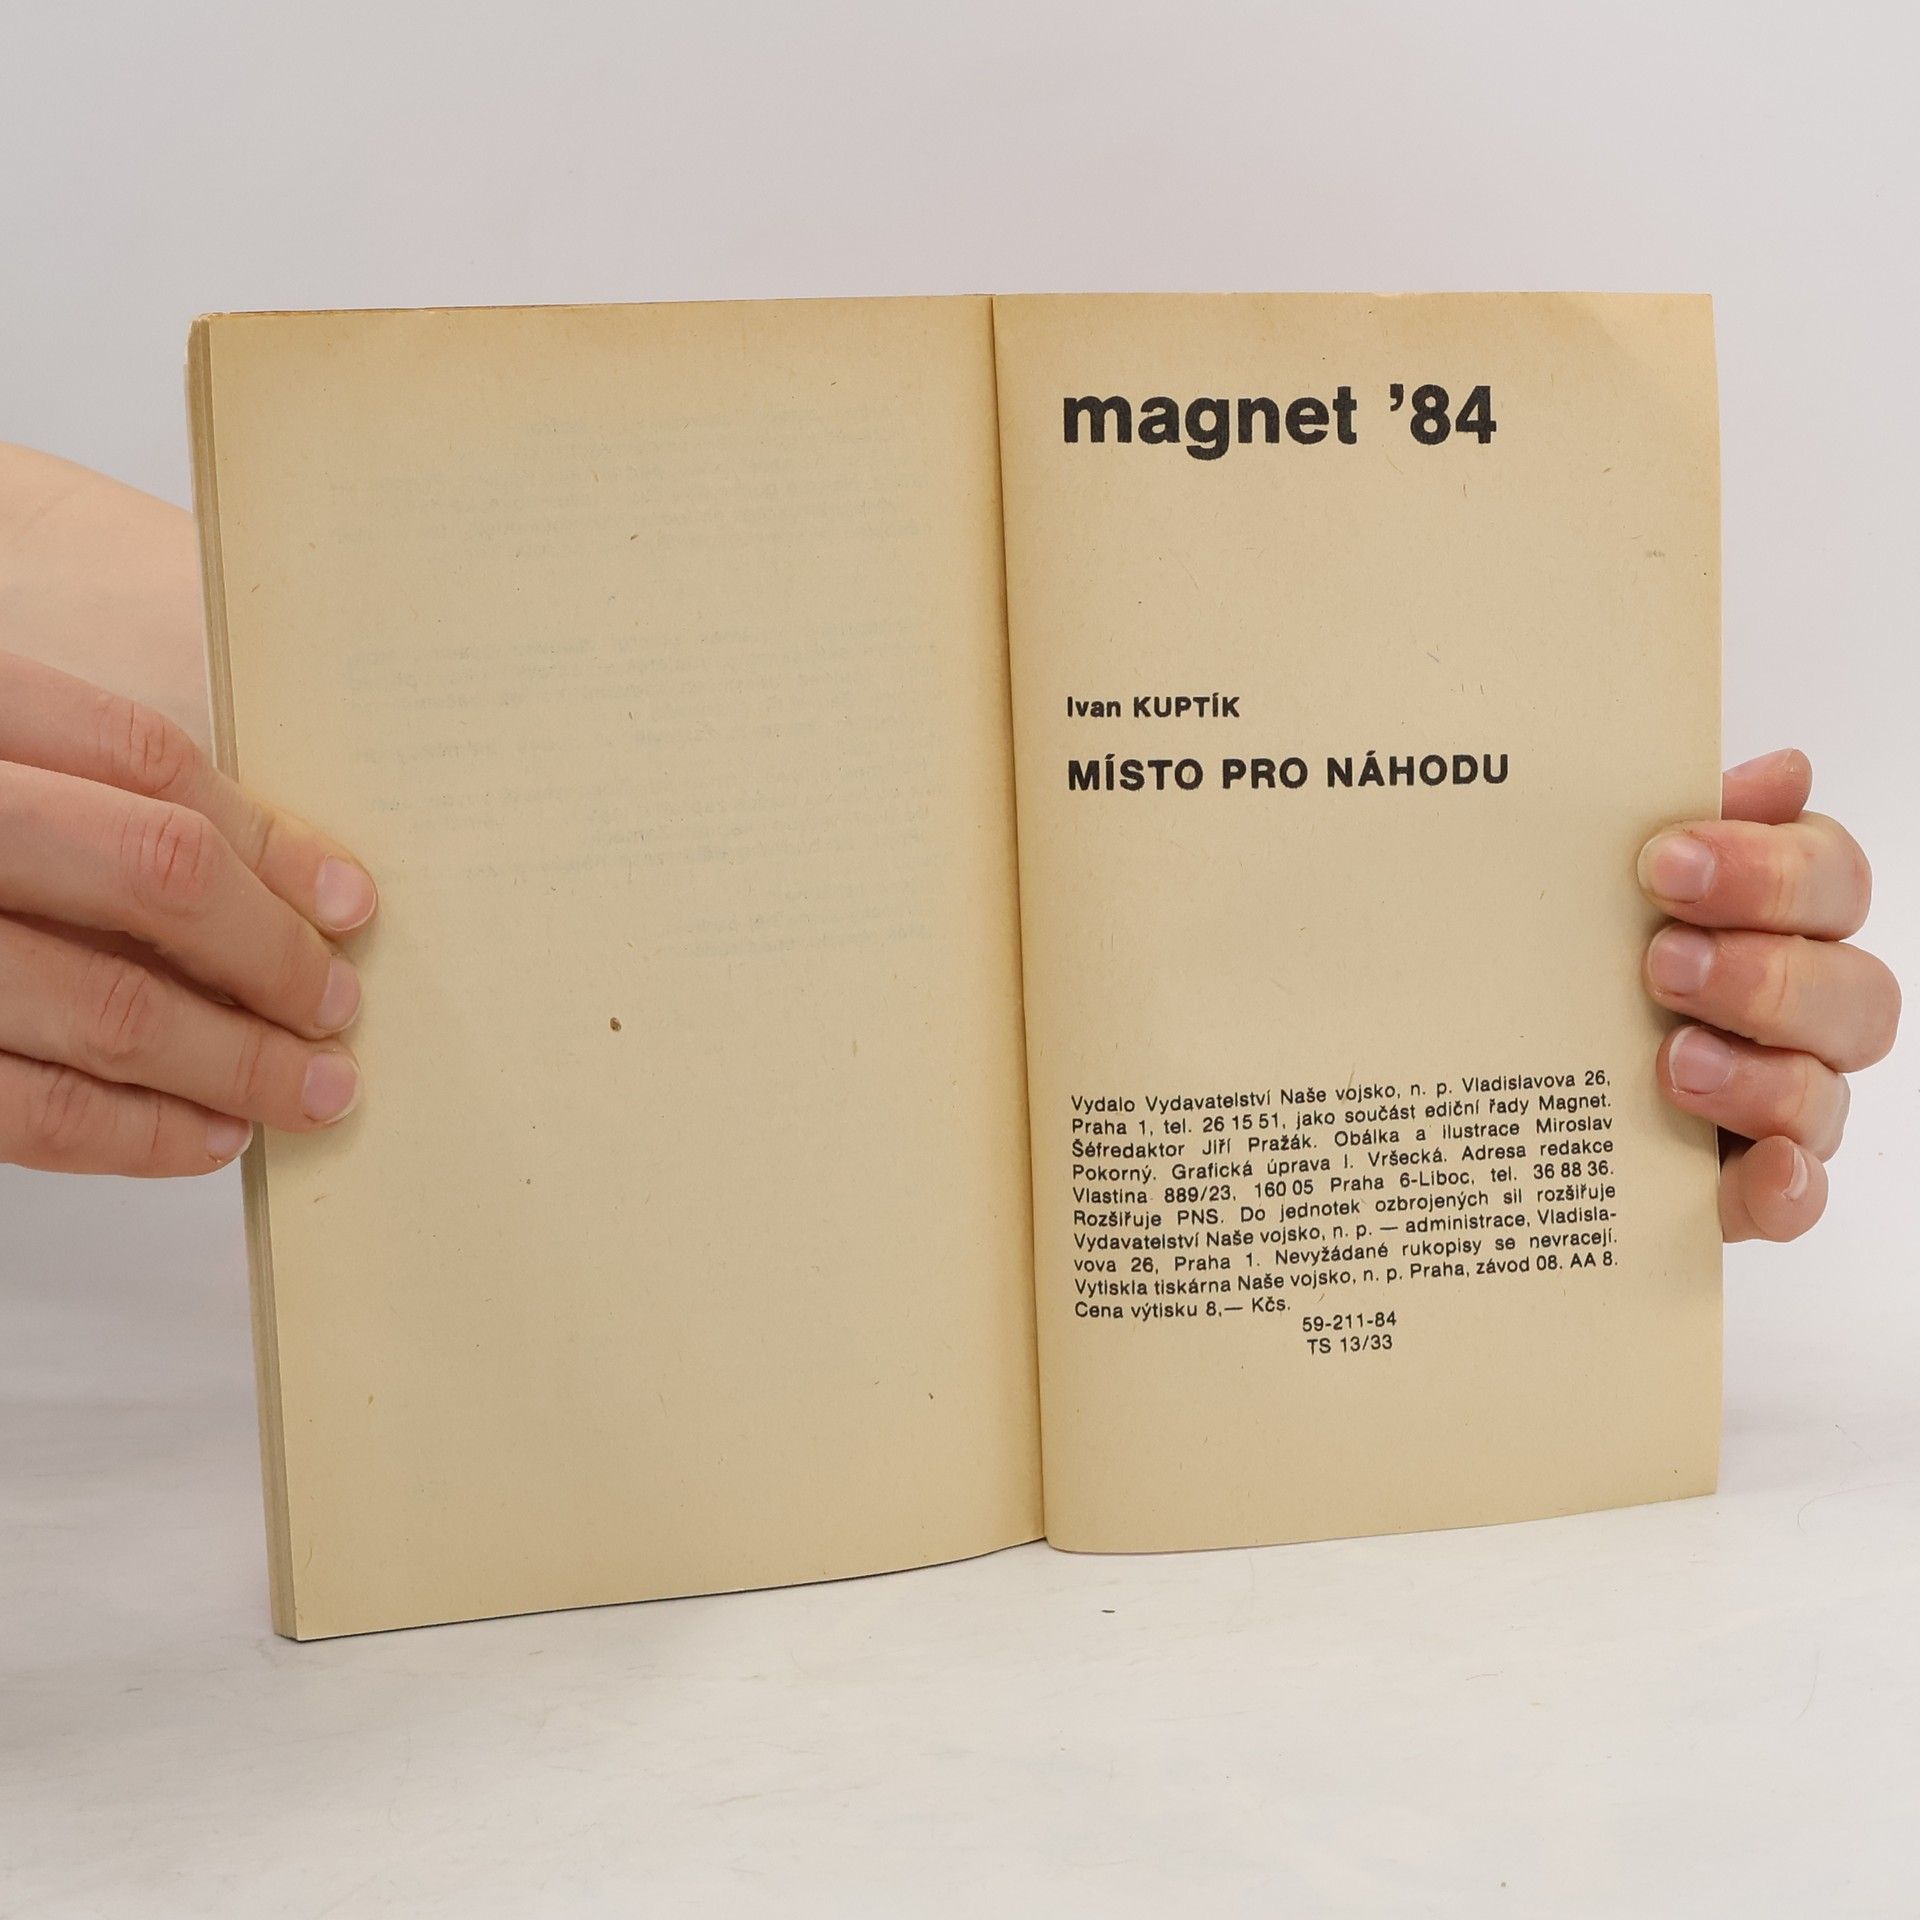 magnet ’84
Ivan KUPTÍK
MÍSTO PRO NÁHODU
Vydalo Vydavatelství Naše vojsko, n. p. Vladislavova 26,
Praha 1, tel. 26 15 51, jako součást ediční řady Magnet.
Šéfredaktor Jiří Pražák. Obálka a ilustrace Miroslav
Pokorný. Grafická úprava I. Vršecká. Adresa redakce
Vlastina 889/23, 160 05 Praha 6-Liboc, tel. 36 88 36.
Rozšiřuje PNS. Do jednotek ozbrojených sil rozšiřuje
Vydavatelství Naše vojsko, n. p. — administrace, Vladisla-
vova 26, Praha 1. Nevyžádané rukopisy se nevracejí.
Vytiskla tiskárna Naše vojsko, n. p. Praha, závod 08. AA 8.
Cena výtisku 8,— Kčs.
59-211-84
TS 13/33